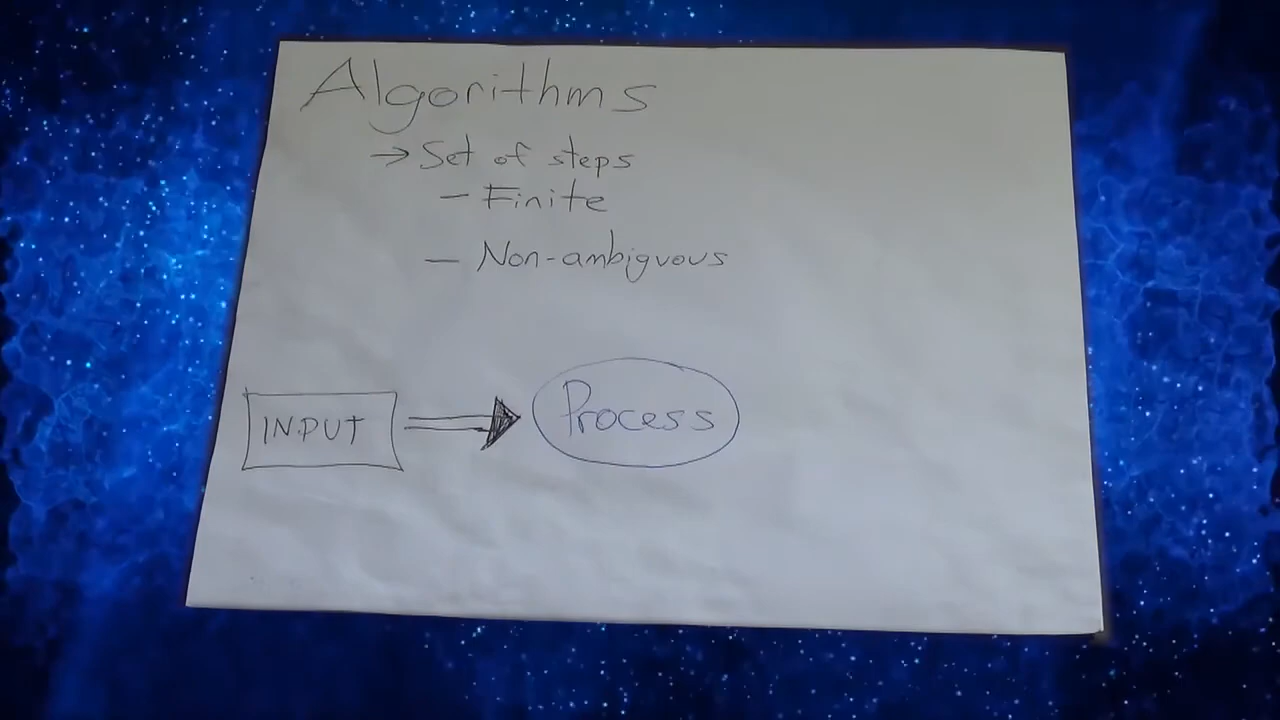 Algorithms
→ Set of steps
- Finite
- Non-ambiguous
INPUT
Process